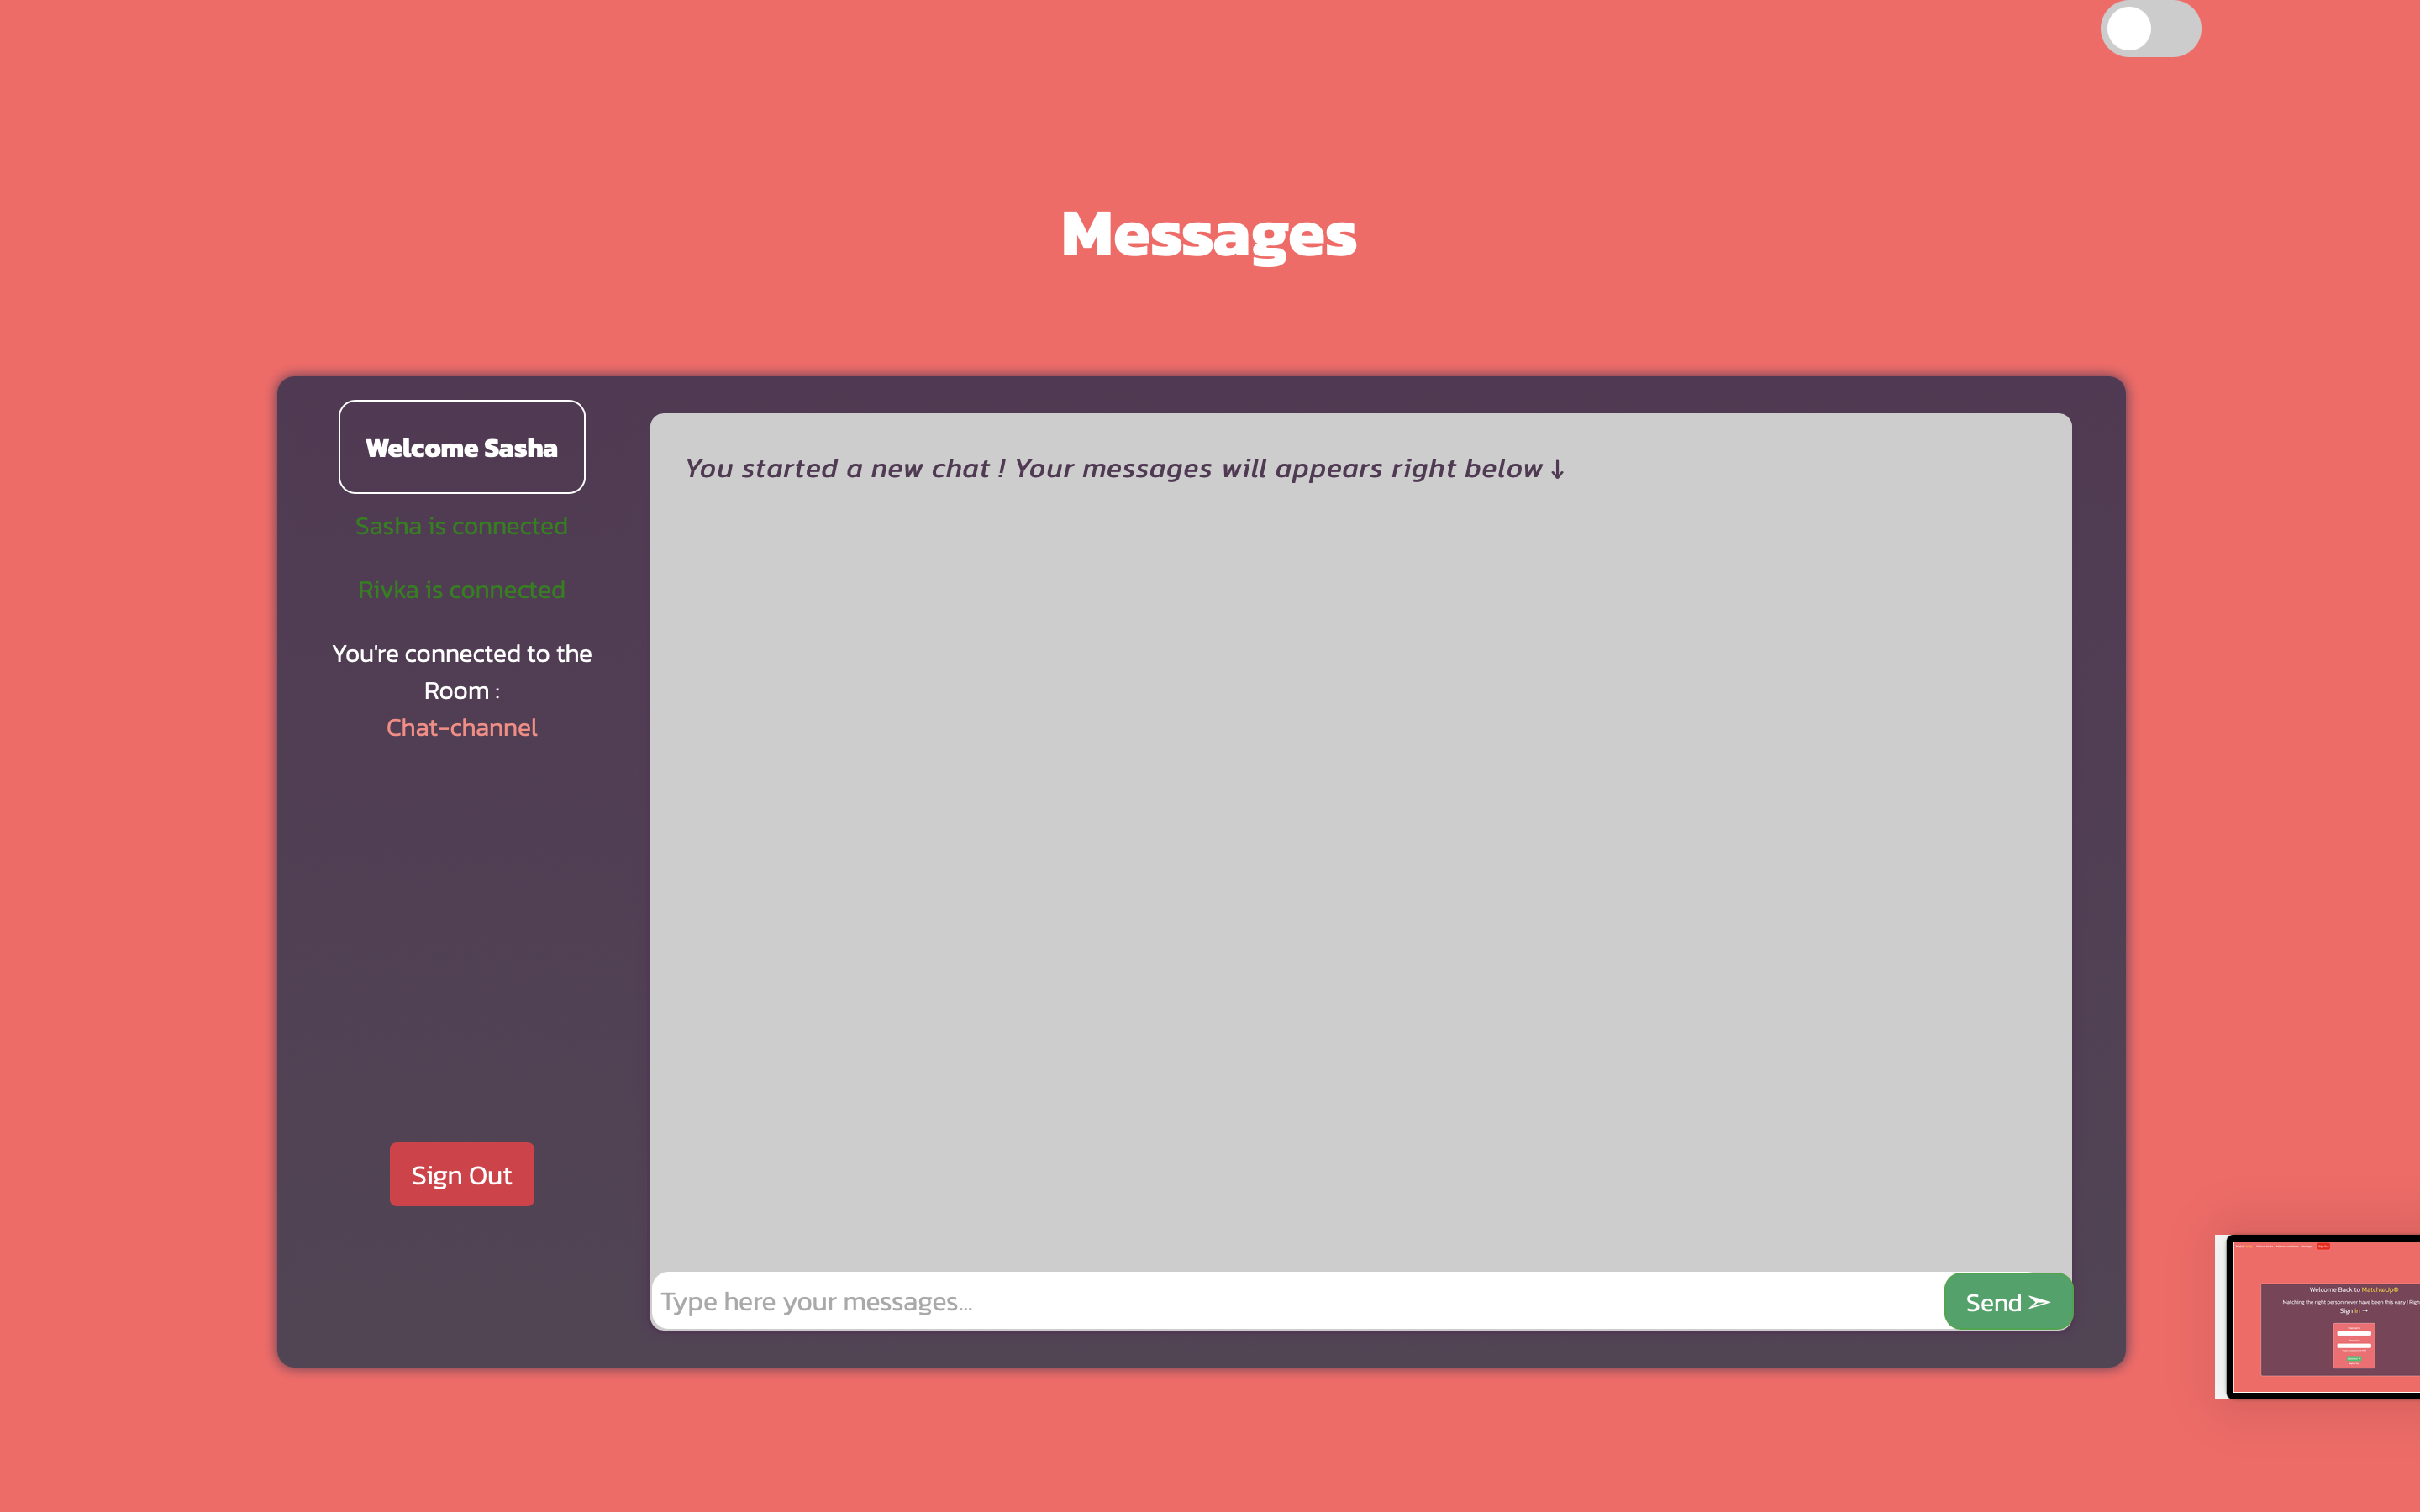 Messages
Welcome Sasha
Sasha is connected
Rivka is connected
You're connected to the
Room :
Chat-channel
Sign Out
You started a new chat ! Your messages will appears right below ↓
Type here your messages...
Send
Welcome Back to Match@Up®
Matching the right person never have been this easy !
Sign in →